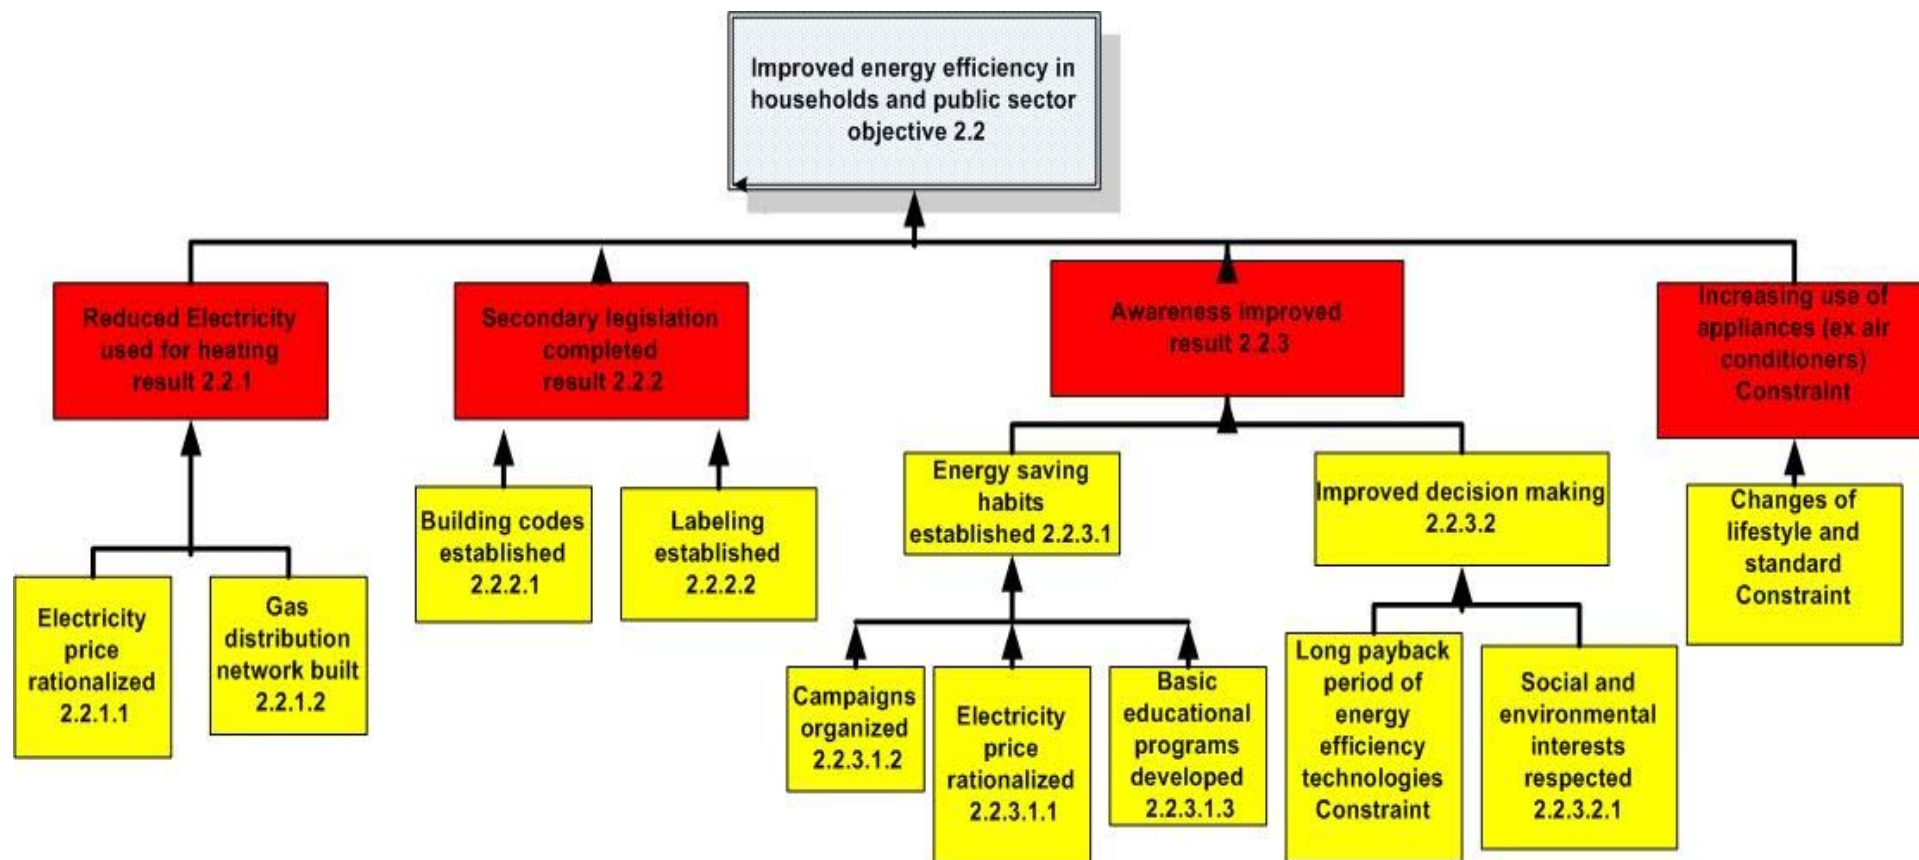 Improved energy efficiency in
households and public sector
objective 2.2
Reduced Electricity
used for heating
result 2.2.1
Secondary legislation
completed
result 2.2.2
Awareness improved
result 2.2.3
Increasing use of
appliances (ex air
conditioners)
Constraint
Electricity
price
rationalized
2.2.1.1
Gas
distribution
network built
2.2.1.2
Building codes
established
2.2.2.1
Labeling
established
2.2.2.2
Energy saving
habits
established 2.2.3.1
Improved decision making
2.2.3.2
Changes of
lifestyle and
standard
Constraint
Campaigns
organized
2.2.3.1.2
Electricity
price
rationalized
2.2.3.1.1
Basic
educational
programs
developed
2.2.3.1.3
Long payback
period of
energy
efficiency
technologies
Constraint
Social and
environmental
interests
respected
2.2.3.2.1